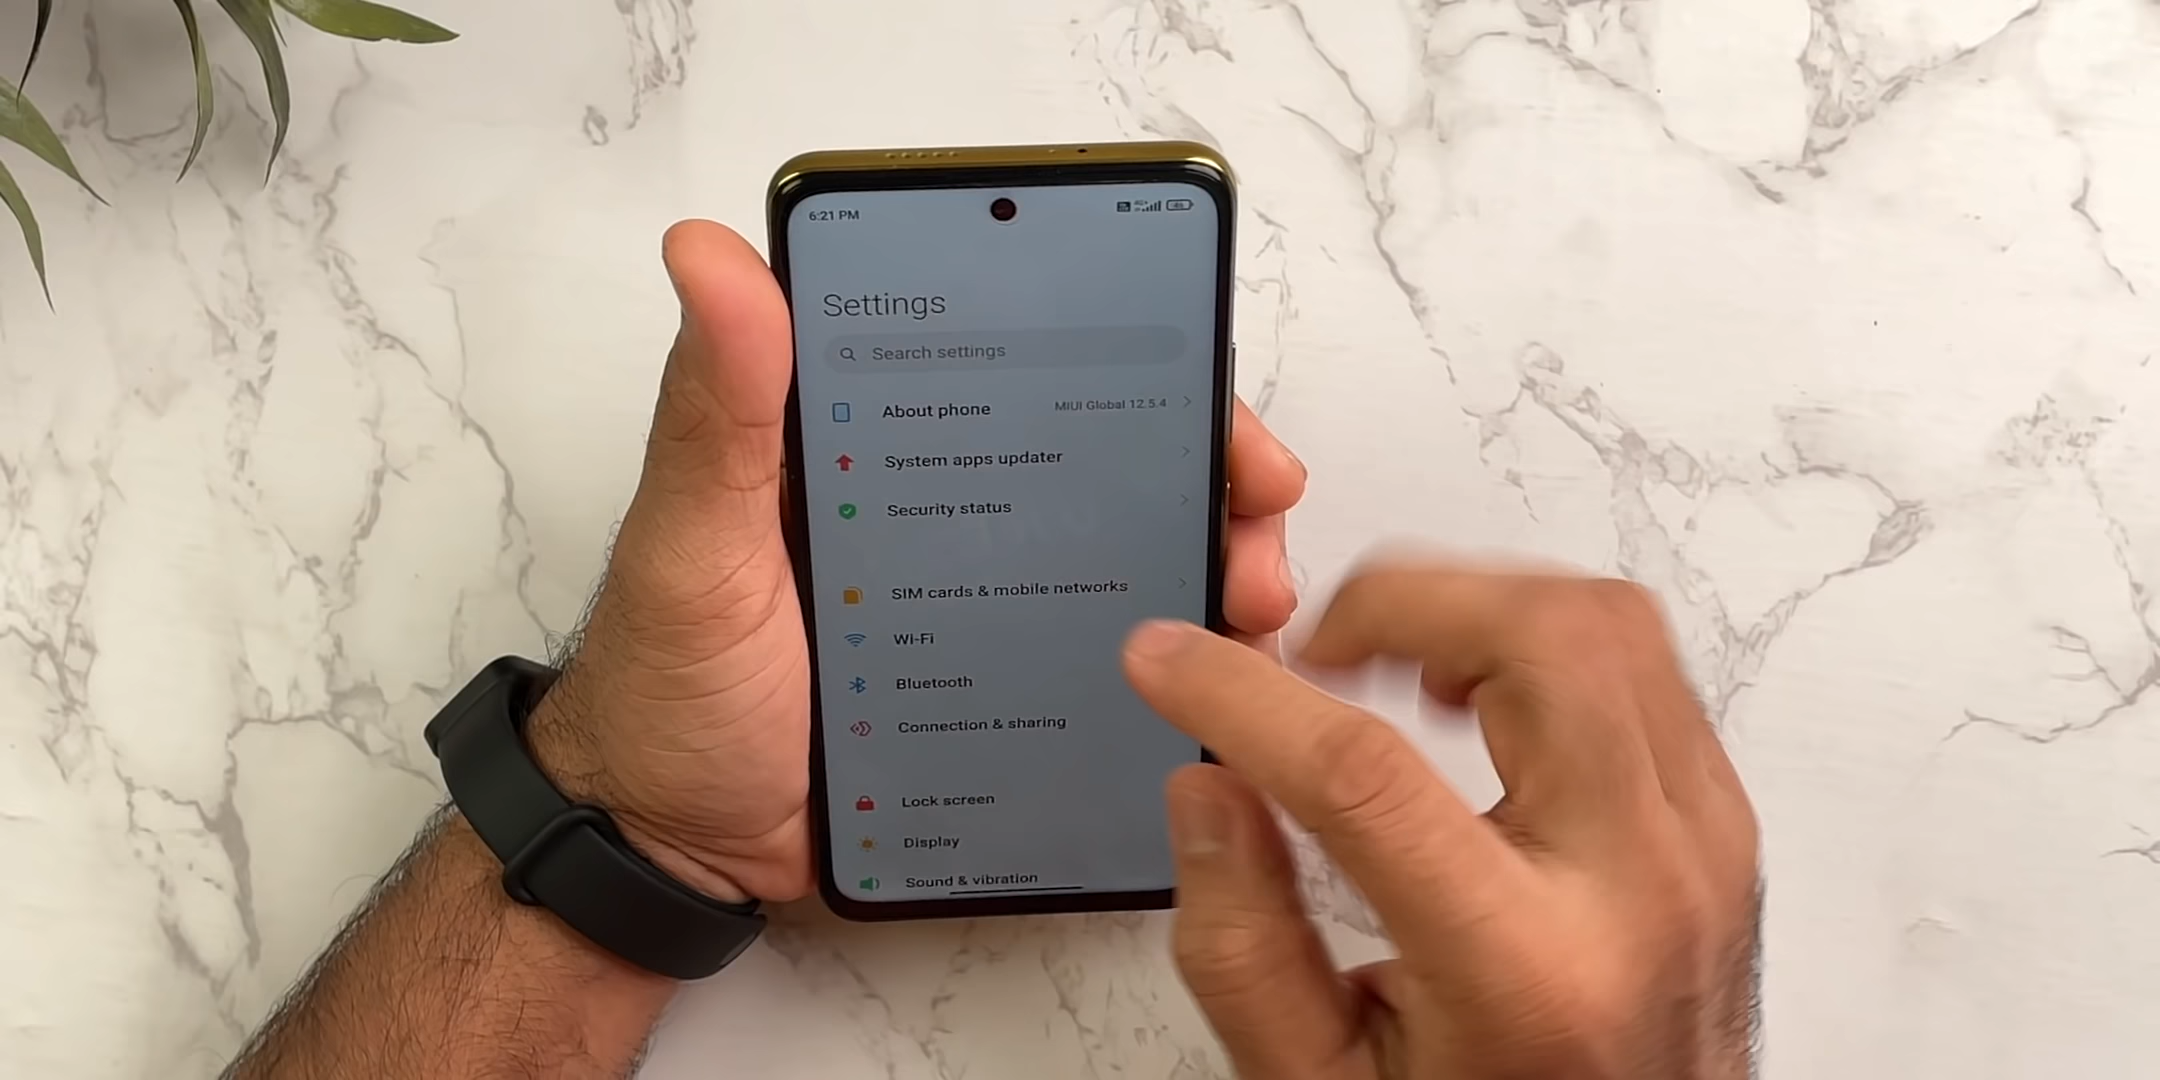 6:21 PM
Settings
Search settings
About phone MIUI Global 12.5.4
System apps updater
Security status
SIM cards & mobile networks
Wi-Fi
Bluetooth
Connection & sharing
Lock screen
Display
Sound & vibration